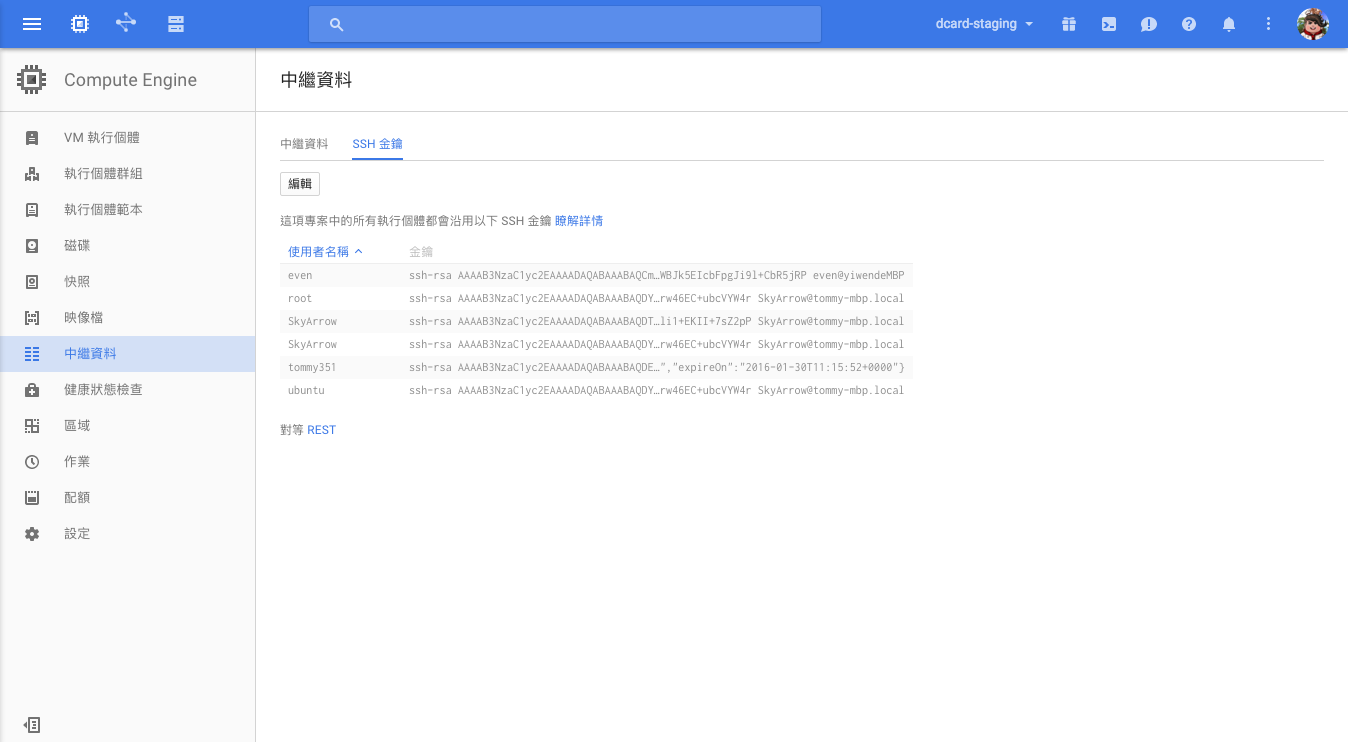 dcard-staging
Compute Engine
中繼資料
VM 執行個體
執行個體群組
執行個體範本
磁碟
快照
映像檔
中繼資料
健康狀態檢查
區域
作業
配額
設定
中繼資料 SSH 金鑰
編輯
這項專案中的所有執行個體都會沿用以下 SSH 金鑰 瞭解詳情
使用者名稱 金鑰
even ssh-rsa AAAAB3NzaC1yc2EAAAADAQABAAABAQCm…WBJk5EIcbFpgJi9l+CbR5jRP even@yiwendeMBP
root ssh-rsa AAAAB3NzaC1yc2EAAAADAQABAAABAQDY…rw46EC+ubcVYW4r SkyArrow@tommy-mbp.local
SkyArrow ssh-rsa AAAAB3NzaC1yc2EAAAADAQABAAABAQDT…li1+EKII+7sZ2pP SkyArrow@tommy-mbp.local
SkyArrow ssh-rsa AAAAB3NzaC1yc2EAAAADAQABAAABAQDY…rw46EC+ubcVYW4r SkyArrow@tommy-mbp.local
tommy351 ssh-rsa AAAAB3NzaC1yc2EAAAADAQABAAABAQDE…","expireOn":"2016-01-30T11:15:52+0000"}
ubuntu ssh-rsa AAAAB3NzaC1yc2EAAAADAQABAAABAQDY…rw46EC+ubcVYW4r SkyArrow@tommy-mbp.local
對等 REST